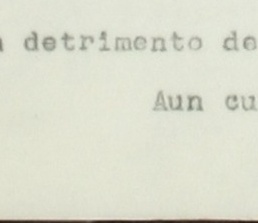 detrimento de
Aun cu